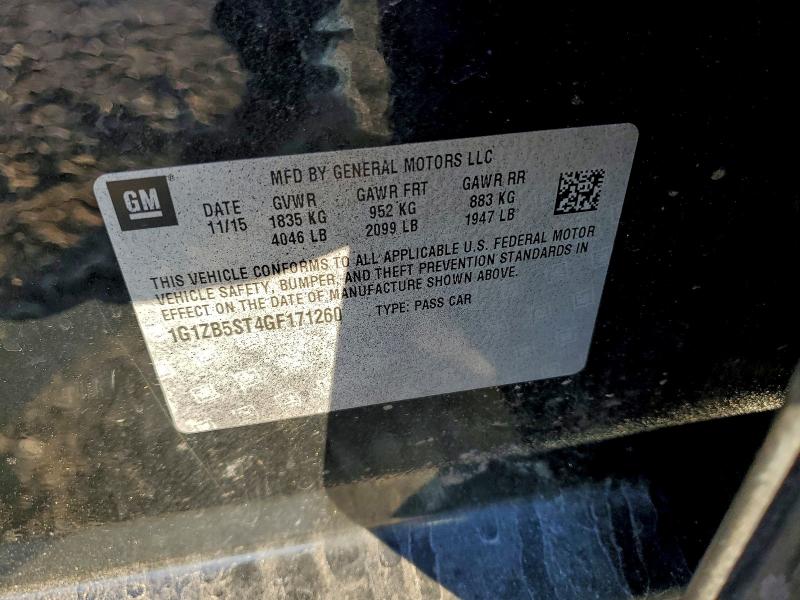 GM®
MFD BY GENERAL MOTORS LLC
DATE GVWR GAWR FRT GAWR RR
11/15 1835 KG 952 KG 883 KG
4046 LB 2099 LB 1947 LB
THIS VEHICLE CONFORMS TO ALL APPLICABLE U.S. FEDERAL MOTOR
VEHICLE SAFETY, BUMPER, AND THEFT PREVENTION STANDARDS IN
EFFECT ON THE DATE OF MANUFACTURE SHOWN ABOVE.
1G1ZB5ST4GF171260 TYPE: PASS CAR